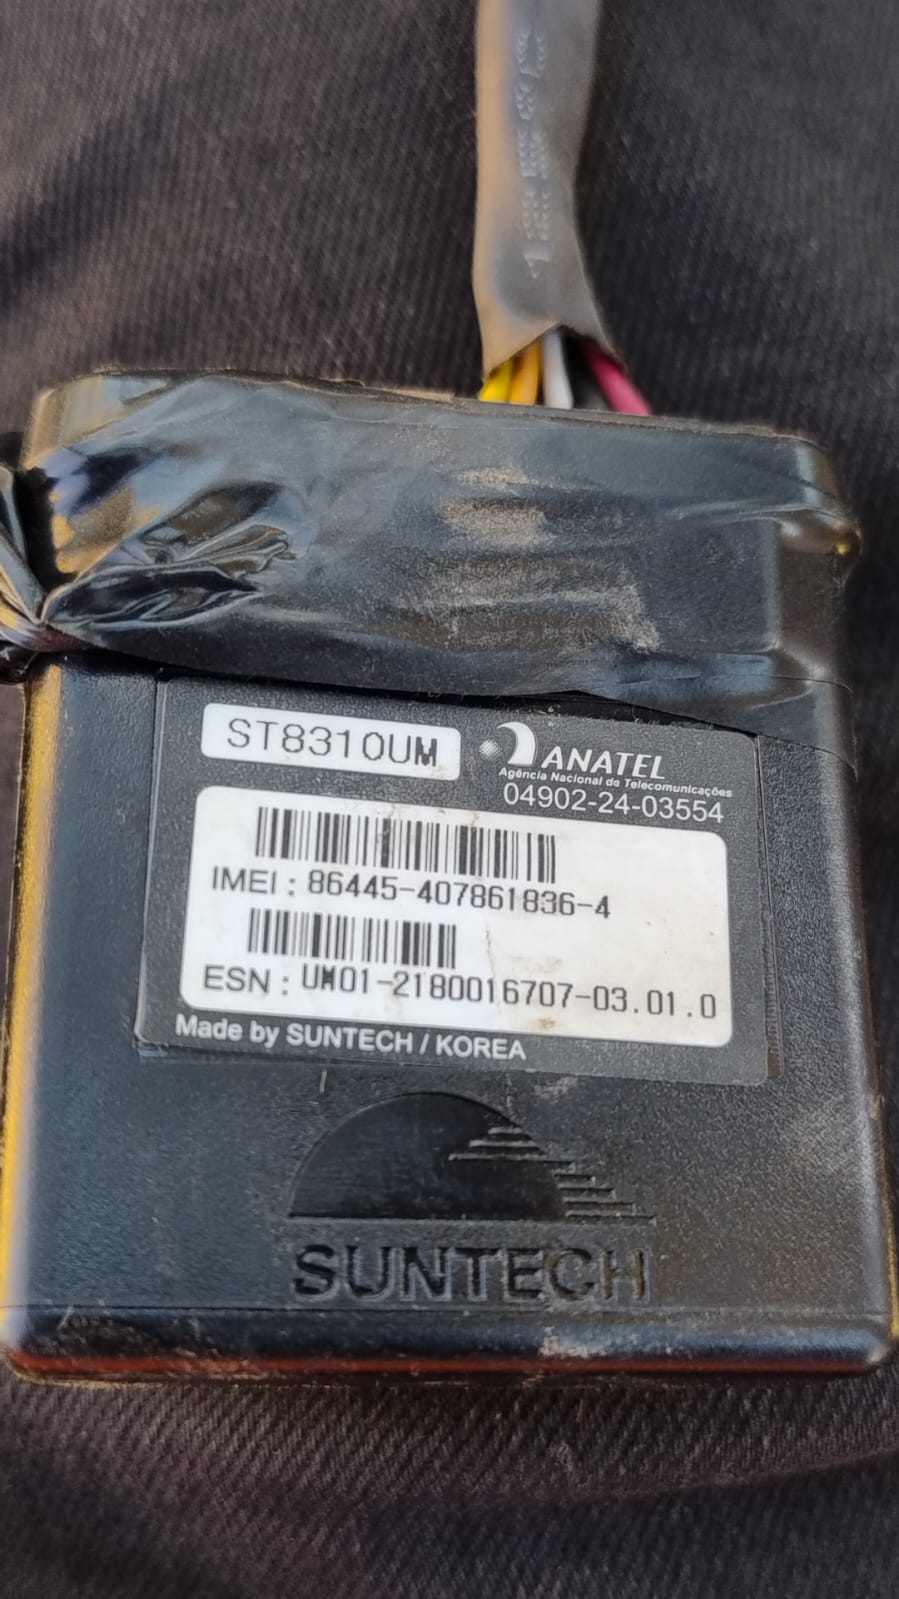 ST8310UM
ANATEL
Agência Nacional de Telecomunicações
04902-24-03554
IMEI : 86445-407861836-4
ESN : UM01-2180016707-03.01.0
Made by SUNTECH / KOREA
SUNTECH